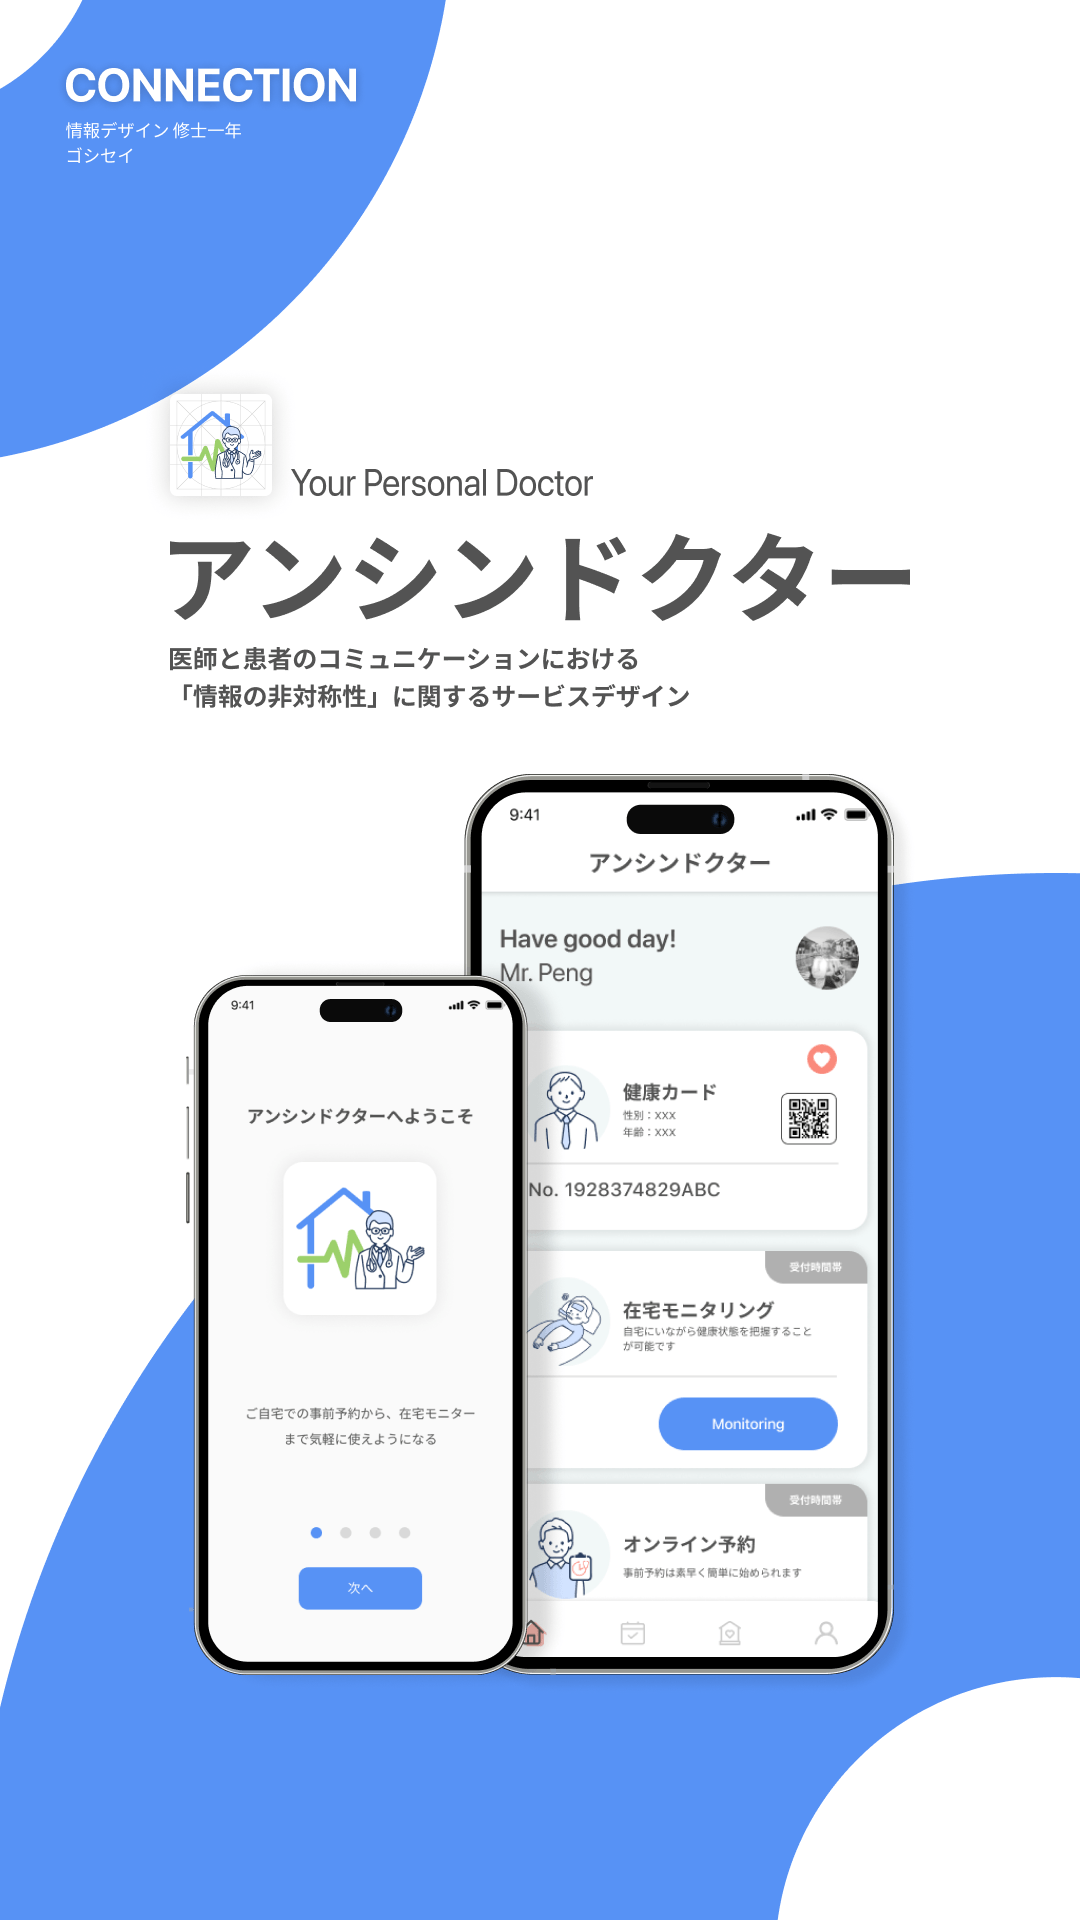 CONNECTION
情報デザイン 修士一年
ゴシセイ
Your Personal Doctor
アンシンドクター
医師と患者のコミュニケーションにおける
「情報の非対称性」に関するサービスデザイン
9:41
アンシンドクター
Have good day!
Mr. Peng
健康カード
性別：XXX
年齢：XXX
No. 1928374829ABC
受付時間帯
在宅モニタリング
自宅にいながら健康状態を把握すること
が可能です
Monitoring
受付時間帯
オンライン予約
事前予約は素早く簡単に始められます
9:41
アンシンドクターへようこそ
ご自宅での事前予約から、在宅モニター
まで気軽に使えようになる
次へ